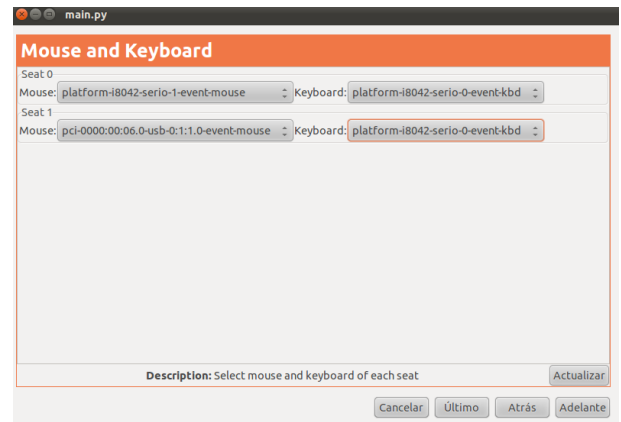 main.py
Mouse and Keyboard
Seat 0
Mouse: platform-i8042-serio-1-event-mouse Keyboard: platform-i8042-serio-0-event-kbd
Seat 1
Mouse: pci-0000:00:06.0-usb-0:1:1.0-event-mouse Keyboard: platform-i8042-serio-0-event-kbd
Description: Select mouse and keyboard of each seat Actualizar
Cancelar Último Atrás Adelante